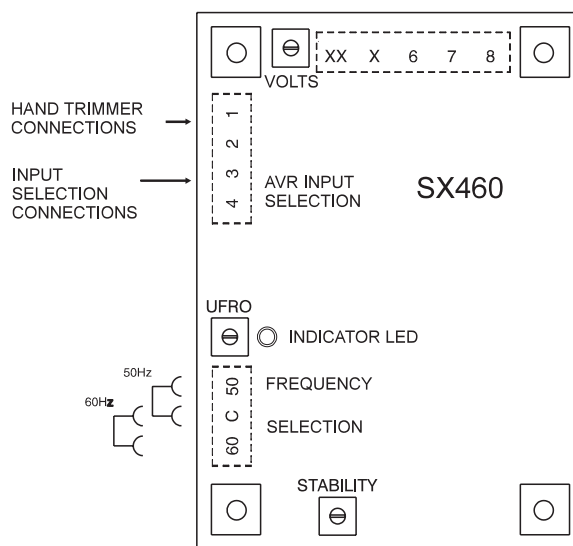 XX X 6 7 8
VOLTS
HAND TRIMMER
CONNECTIONS
1
2
3
4
INPUT
SELECTION
CONNECTIONS
AVR INPUT
SELECTION
SX460
UFRO
INDICATOR LED
50Hz
60Hz
50
C
60
FREQUENCY
SELECTION
STABILITY